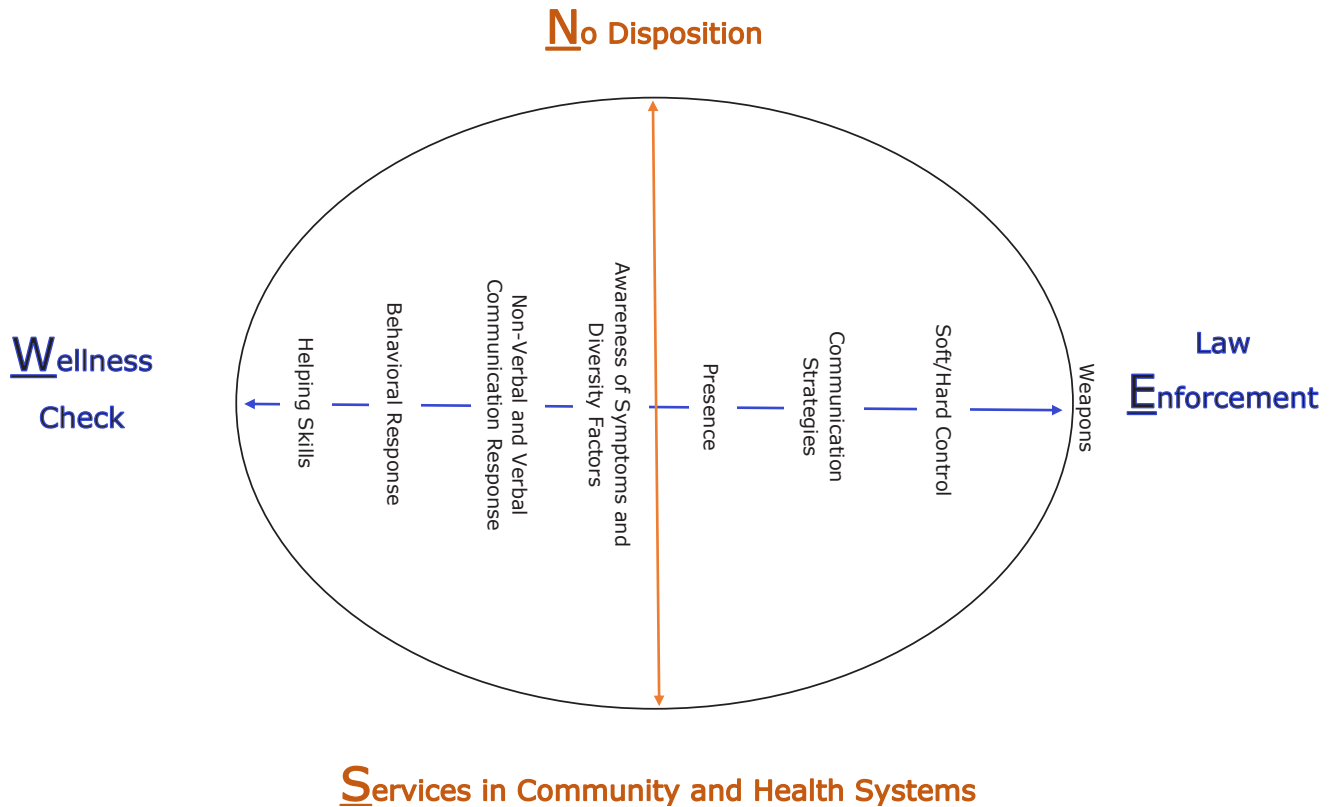 No Disposition
Wellness
Check
Helping Skills
Behavioral Response
Non-Verbal and Verbal
Communication Response
Awareness of Symptoms and
Diversity Factors
Presence
Communication
Strategies
Soft/Hard Control
Weapons
Law
Enforcement
Services in Community and Health Systems